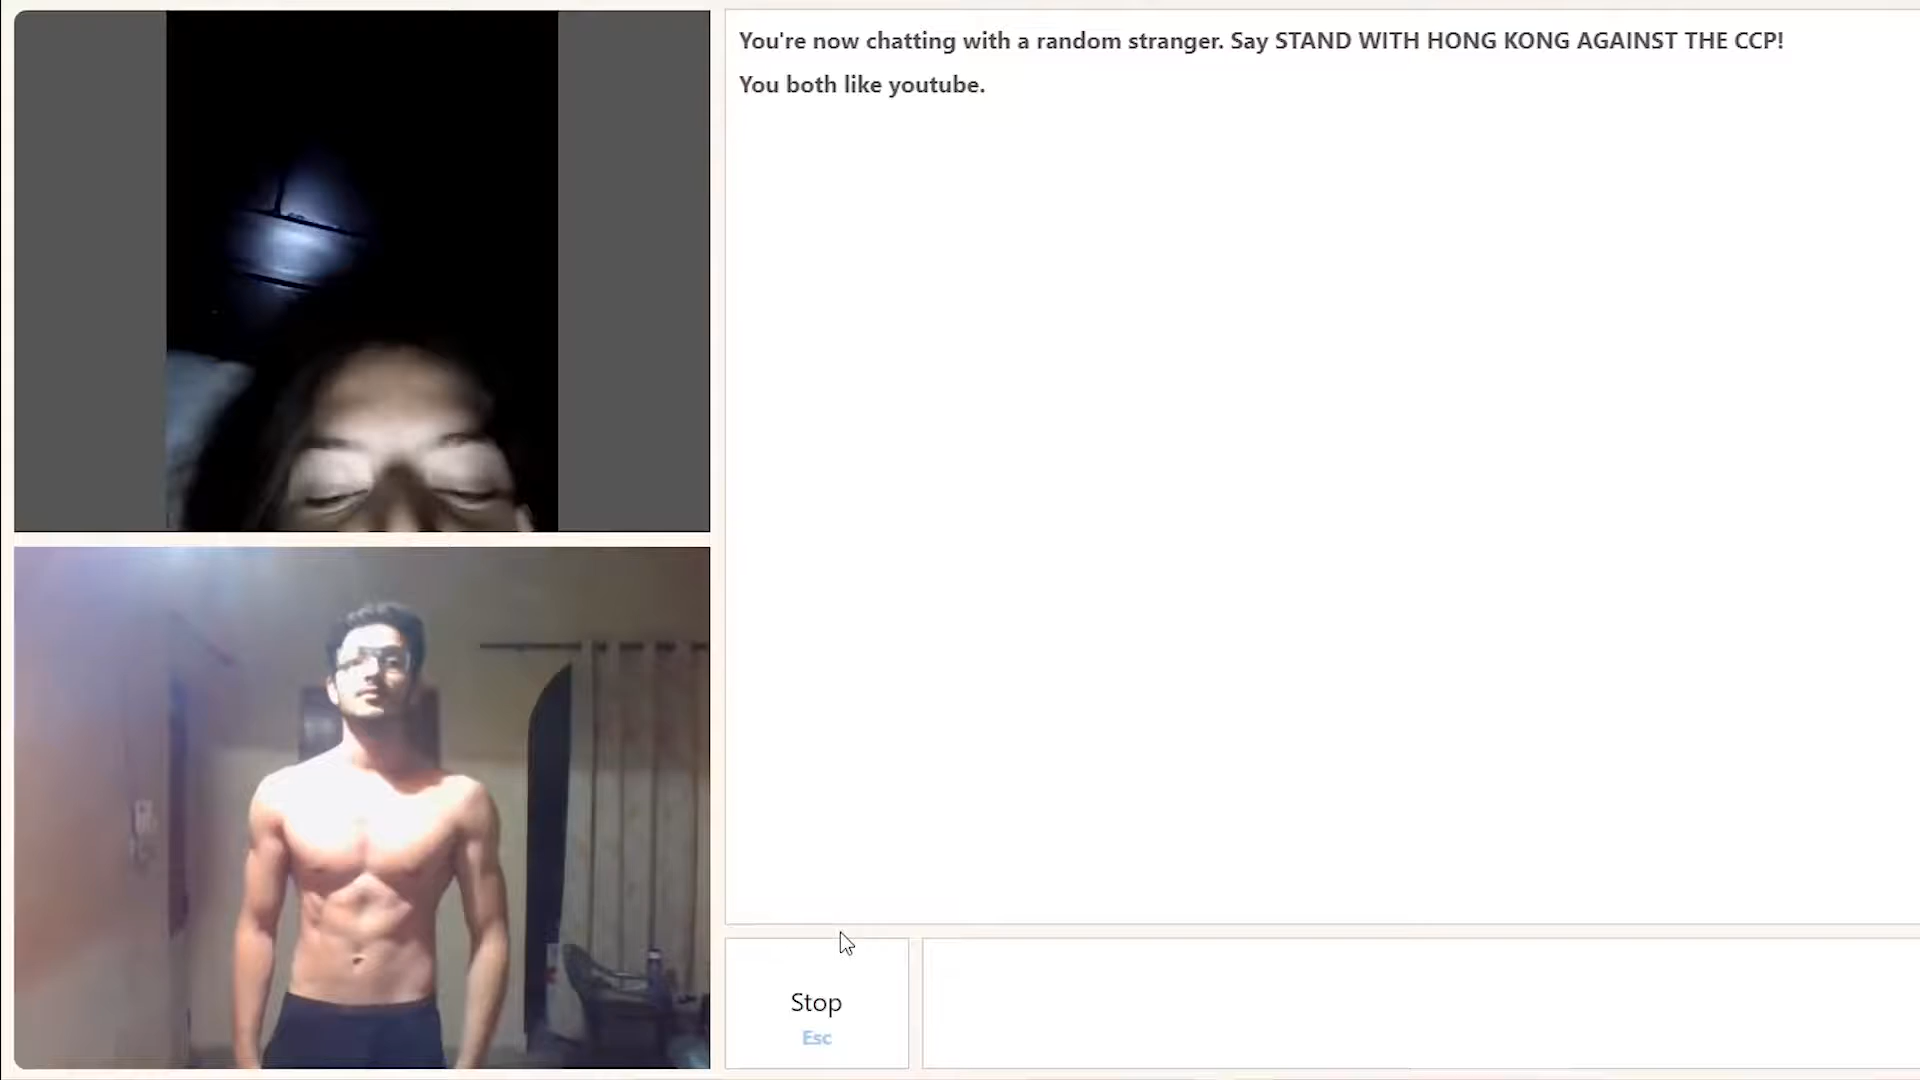 You're now chatting with a random stranger. Say STAND WITH HONG KONG AGAINST THE CCP!
You both like youtube.
Stop
Esc